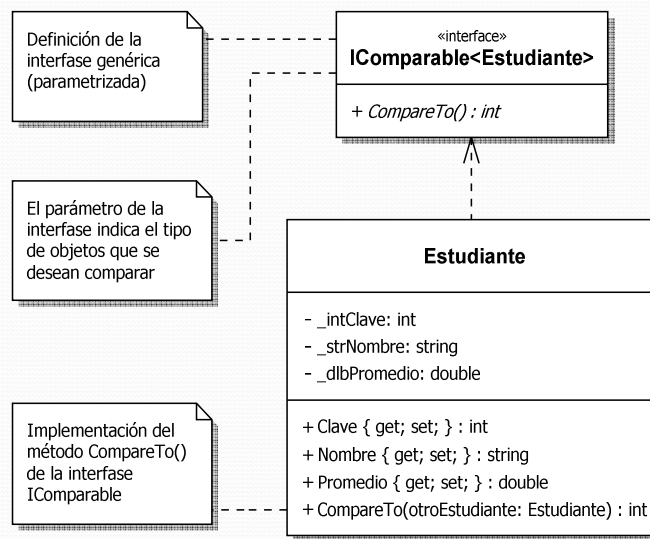 Definición de la
interfase genérica
(parametrizada)
«interface»
IComparable<Estudiante>
+ CompareTo() : int
El parámetro de la
interfase indica el tipo
de objetos que se
desean comparar
Estudiante
- _intClave: int
- _strNombre: string
- _dlbPromedio: double
+ Clave { get; set; } : int
+ Nombre { get; set; } : string
+ Promedio { get; set; } : double
+ CompareTo(otroEstudiante: Estudiante) : int
Implementación del
método CompareTo()
de la interfase
IComparable